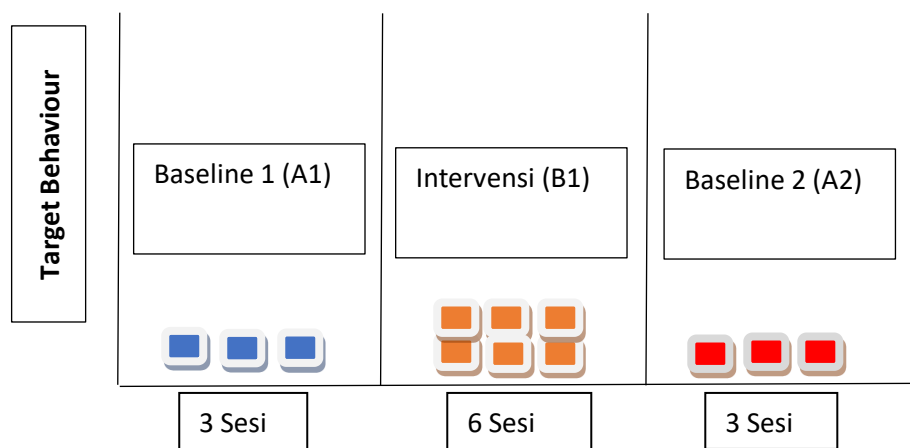 Target Behaviour
Baseline 1 (A1)
Intervensi (B1)
Baseline 2 (A2)
3 Sesi
6 Sesi
3 Sesi